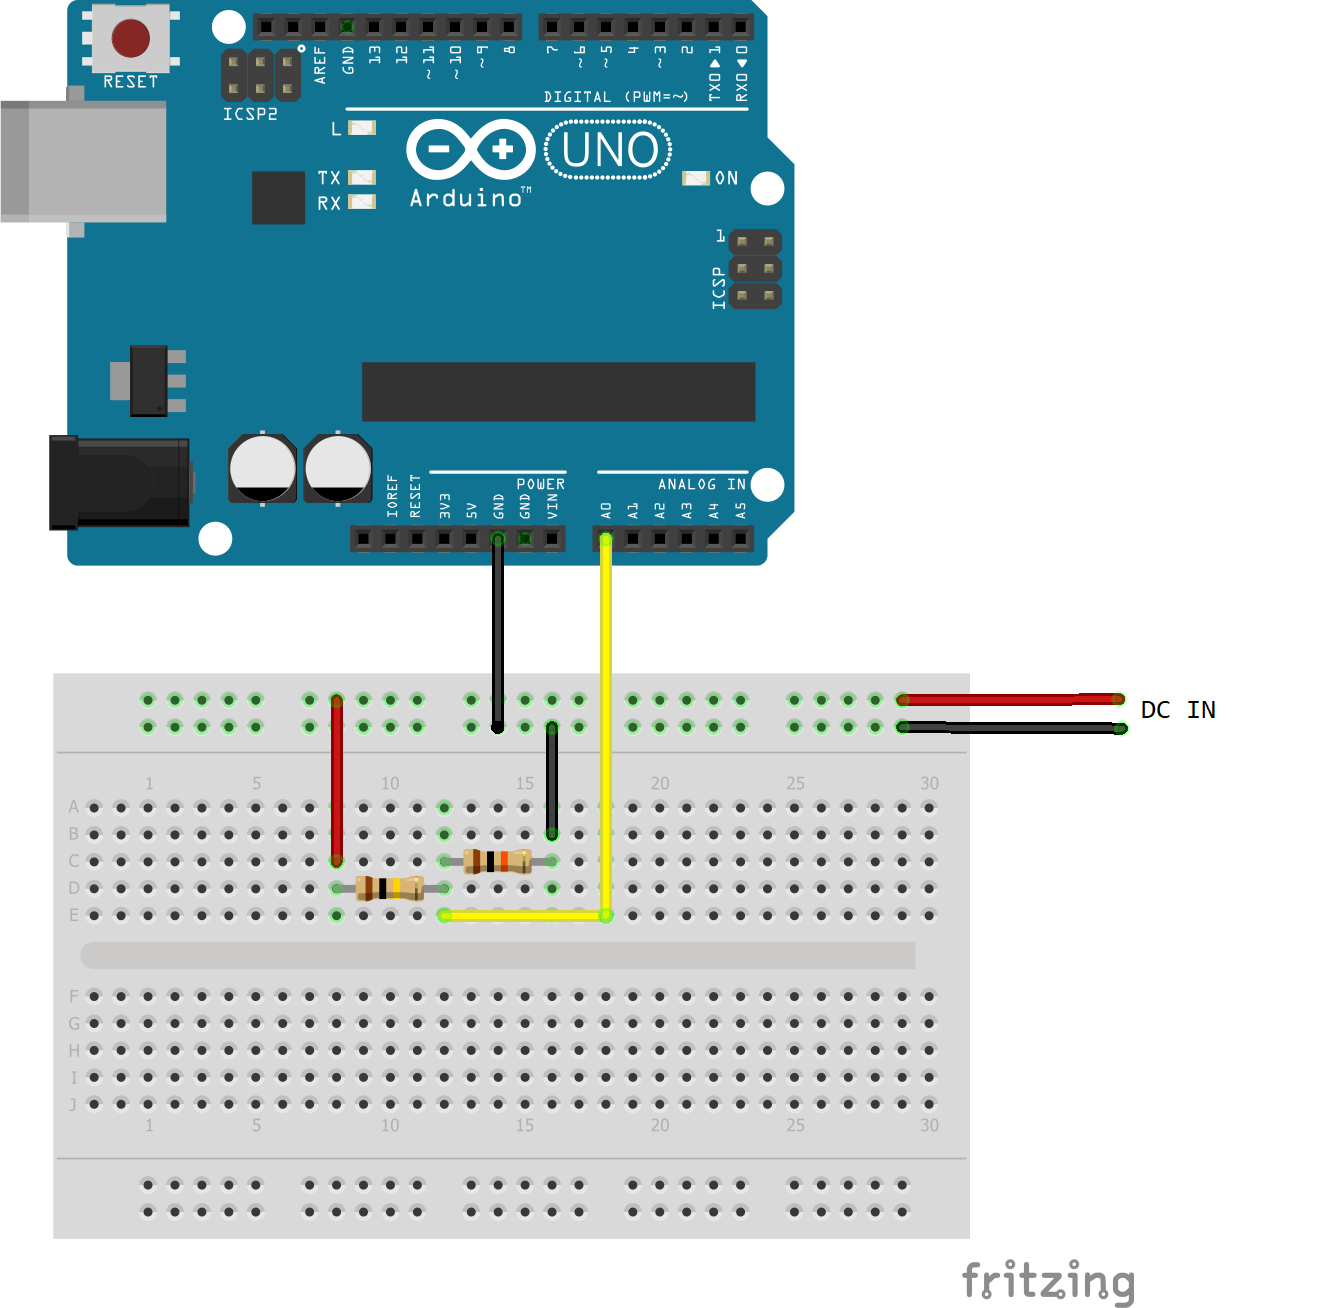 RESET
ICSP2
AREF
GND
13
12
~11
~10
~9
8
7
~6
~5
4
~3
2
TX0▶1
RX0◀0
DIGITAL (PWM=~)
L
TX
RX
Arduino™
UNO
ON
1
ICSP
IOREF
RESET
3V3
5V
GND
GND
VIN
POWER
ANALOG IN
A0
A1
A2
A3
A4
A5
DC IN
1 5 10 15 20 25 30
A
B
C
D
E
F
G
H
I
J
1 5 10 15 20 25 30
fritzing